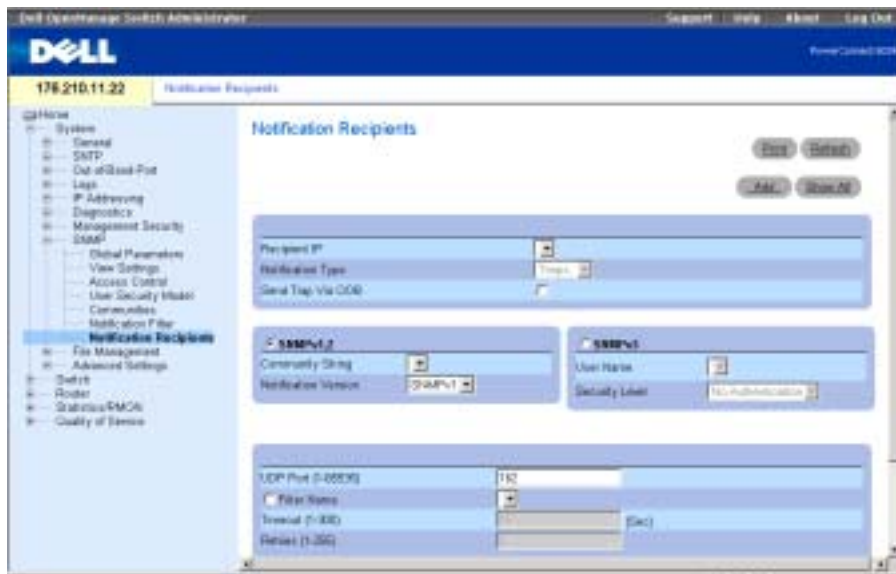 Dell OpenManage Switch Administrator
Support Help About Log Out
DELL
PowerConnect
176.210.11.22
Notification Recipients
Home
System
General
SNTP
Out-of-Band-Port
Logs
IP Addressing
Diagnostics
Management Security
SNMP
Global Parameters
View Settings
Access Control
User Security Model
Communities
Notification Filter
Notification Recipients
File Management
Advanced Settings
Switch
Router
Statistics/RMON
Quality of Service
Notification Recipients
Print Refresh
Add Show All
Recipient IP
Notification Type Traps
Send Trap Via OOB
SNMPv1,2
Community String
Notification Version SNMPv1
SNMPv3
User Name
Security Level No Authentication
UDP Port (1-65535) 162
Filter Name
Timeout (1-300) (Sec)
Retries (1-255)